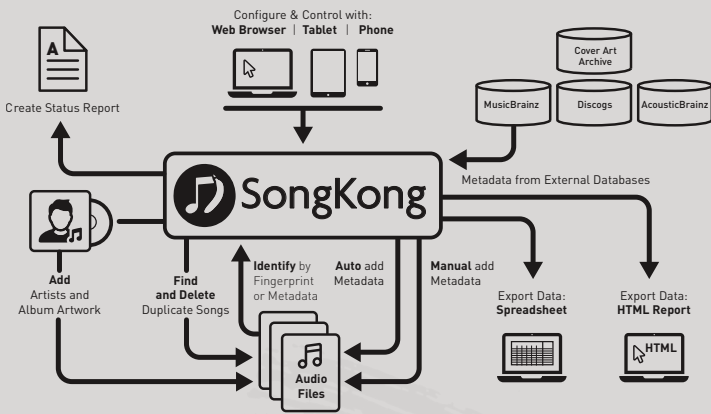 Configure & Control with:
Web Browser | Tablet | Phone
A
Create Status Report
Cover Art
Archive
MusicBrainz
Discogs
AcousticBrainz
Metadata from External Databases
SongKong
Add
Artists and
Album Artwork
Find
and Delete
Duplicate Songs
Identify by
Fingerprint
or Metadata
Auto add
Metadata
Manual add
Metadata
Export Data:
Spreadsheet
Export Data:
HTML Report
Audio
Files
HTML